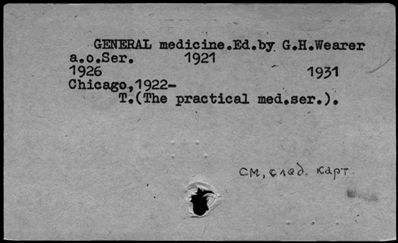 GENERAL medicine.Ed.by G.H.Wearer
a.o.Ser. 1921
1926 1931
Chicago,1922-
T.(The practical med.ser.).
см, след. карт.